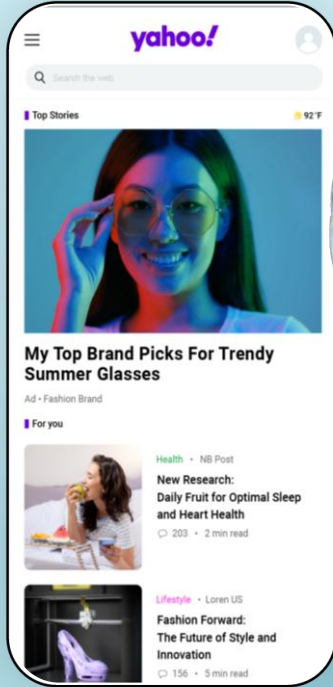 yahoo!
Search the web
Top Stories
92°F
My Top Brand Picks For Trendy
Summer Glasses
Ad • Fashion Brand
For you
Health • NB Post
New Research:
Daily Fruit for Optimal Sleep
and Heart Health
203 • 2 min read
Lifestyle • Loren US
Fashion Forward:
The Future of Style and
Innovation
156 • 5 min read